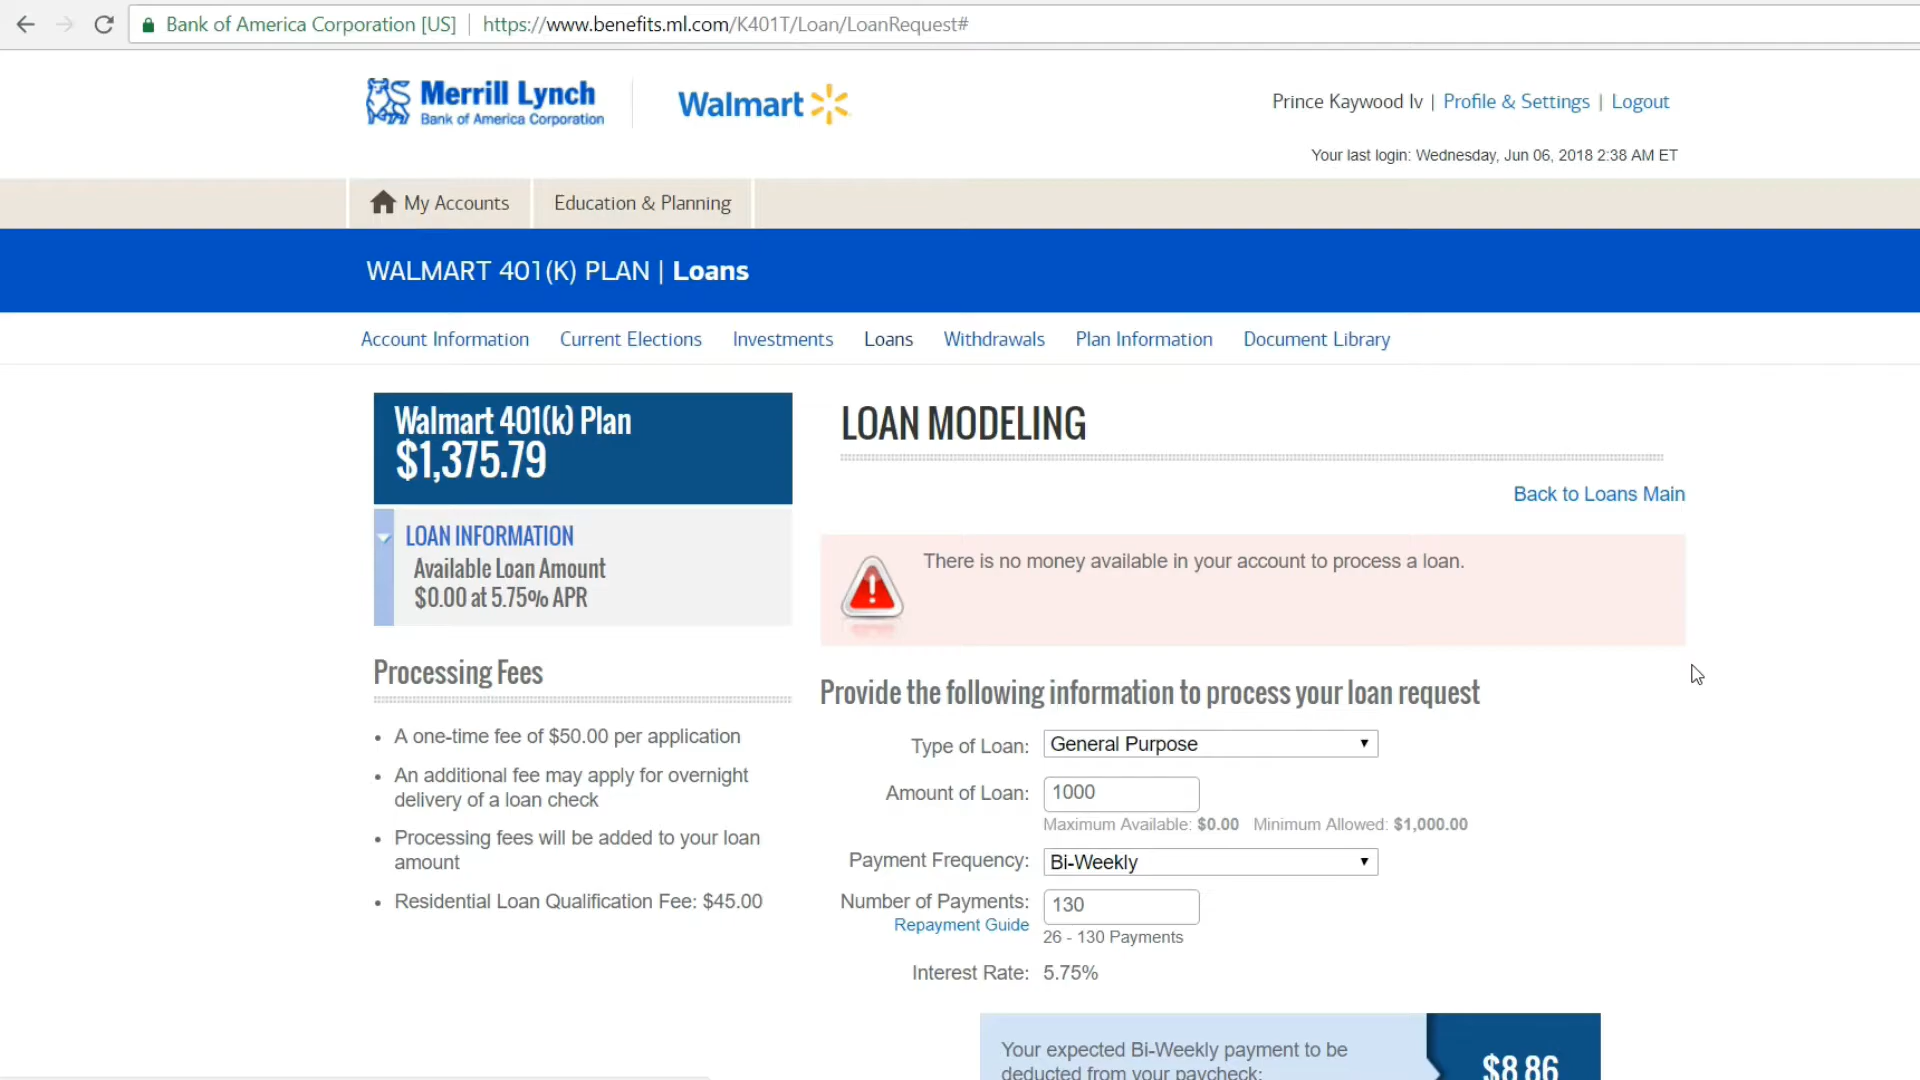 Bank of America Corporation [US] https://www.benefits.ml.com/K401T/Loan/LoanRequest#
Merrill Lynch
Bank of America Corporation
Walmart
Prince Kaywood Iv | Profile & Settings | Logout
Your last login: Wednesday, Jun 06, 2018 2:38 AM ET
My Accounts
Education & Planning
WALMART 401(K) PLAN | Loans
Account Information Current Elections Investments Loans Withdrawals Plan Information Document Library
Walmart 401(k) Plan
$1,375.79
LOAN INFORMATION
Available Loan Amount
$0.00 at 5.75% APR
Processing Fees
• A one-time fee of $50.00 per application
• An additional fee may apply for overnight
delivery of a loan check
• Processing fees will be added to your loan
amount
• Residential Loan Qualification Fee: $45.00
LOAN MODELING
Back to Loans Main
There is no money available in your account to process a loan.
Provide the following information to process your loan request
Type of Loan: General Purpose
Amount of Loan: 1000
Maximum Available: $0.00 Minimum Allowed: $1,000.00
Payment Frequency: Bi-Weekly
Number of Payments: 130
Repayment Guide 26 - 130 Payments
Interest Rate: 5.75%
Your expected Bi-Weekly payment to be
deducted from your paycheck:
$8.86